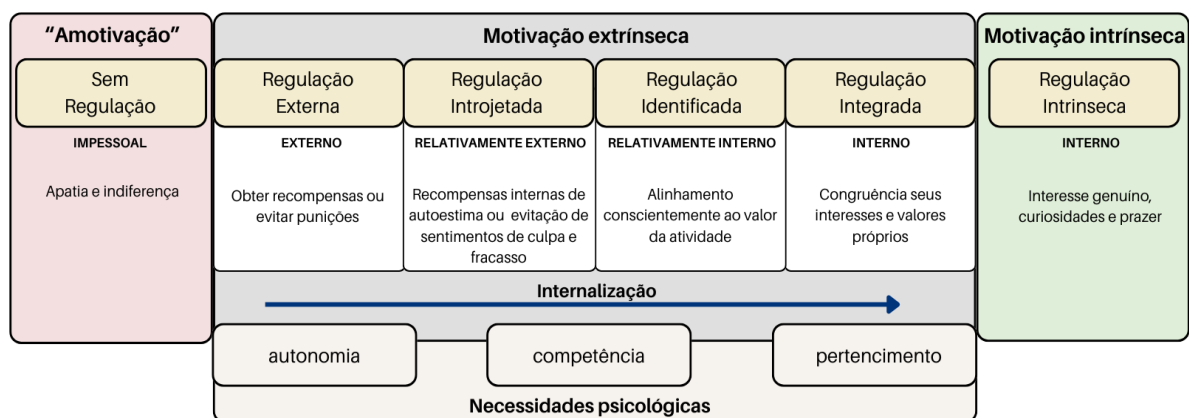 “Amotivação”
Motivação extrínseca
Motivação intrínseca
Sem
Regulação
Regulação
Externa
Regulação
Introjetada
Regulação
Identificada
Regulação
Integrada
Regulação
Intrinseca
IMPESSOAL
Apatia e indiferença
EXTERNO
Obter recompensas ou
evitar punições
RELATIVAMENTE EXTERNO
Recompensas internas de
autoestima ou evitação de
sentimentos de culpa e
fracasso
RELATIVAMENTE INTERNO
Alinhamento
conscientemente ao valor
da atividade
INTERNO
Congruência seus
interesses e valores
próprios
INTERNO
Interesse genuíno,
curiosidades e prazer
Internalização
autonomia
competência
pertencimento
Necessidades psicológicas